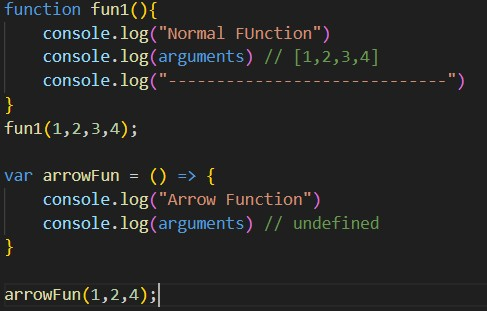 function fun1(){
    console.log("Normal FUnction")
    console.log(arguments) // [1,2,3,4]
    console.log("-----------------------------")
}
fun1(1,2,3,4);
var arrowFun = () => {
    console.log("Arrow Function")
    console.log(arguments) // undefined
}
arrowFun(1,2,4);